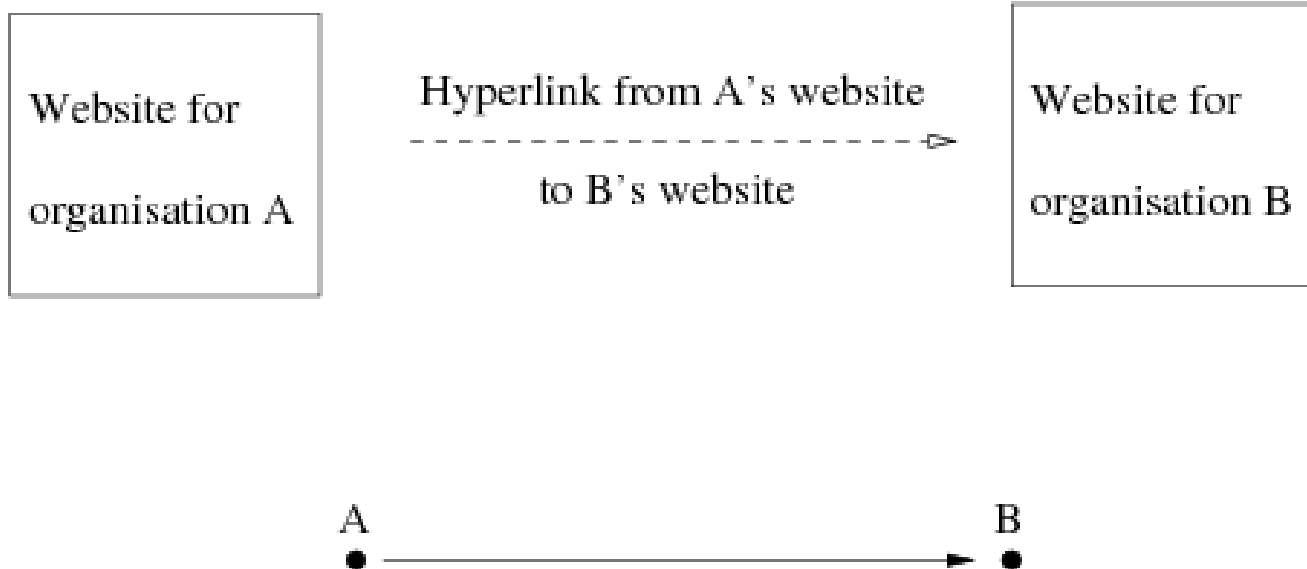 Website for
organisation A
Hyperlink from A's website
to B's website
Website for
organisation B
A
B